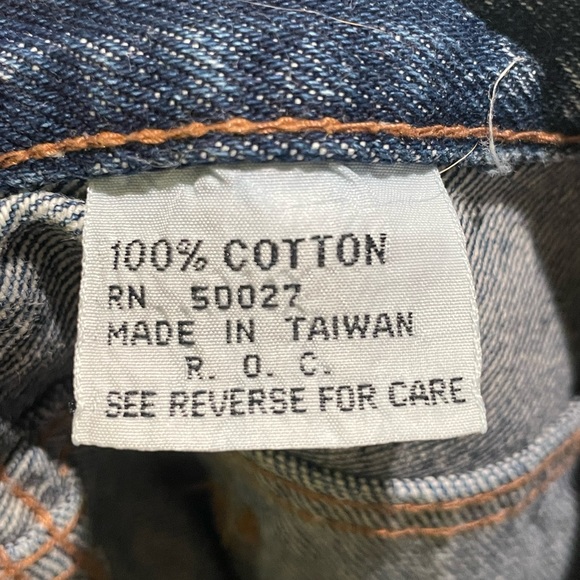 100% COTTON
RN 50027
MADE IN TAIWAN
R. O. C.
SEE REVERSE FOR CARE